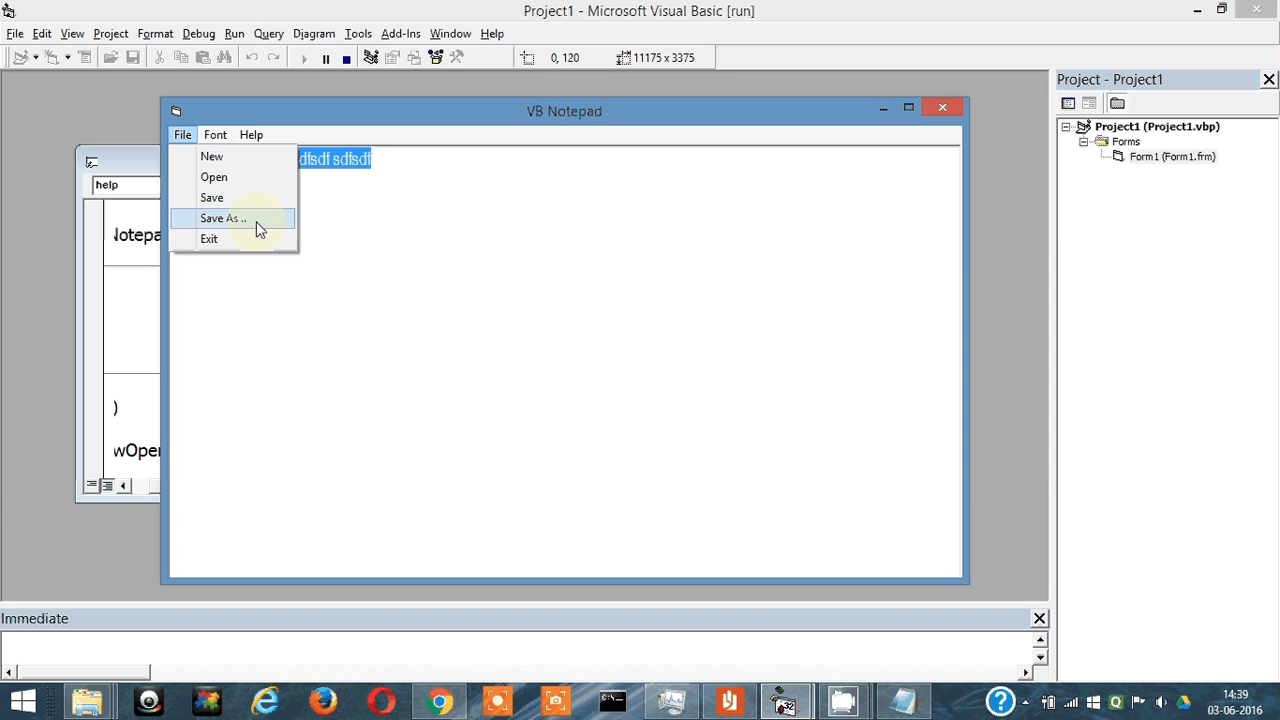 Project1 - Microsoft Visual Basic [run]
File Edit View Project Format Debug Run Query Diagram Tools Add-Ins Window Help
0, 120 11175 x 3375
Project - Project1
Project1 (Project1.vbp)
Forms
Form1 (Form1.frm)
VB Notepad
File Font Help
New
Open
Save
Save As ..
Exit
dfsdf sdfsdf
help
Notepa
)
wOper
Immediate
C:\_
32
14:39
03-06-2016